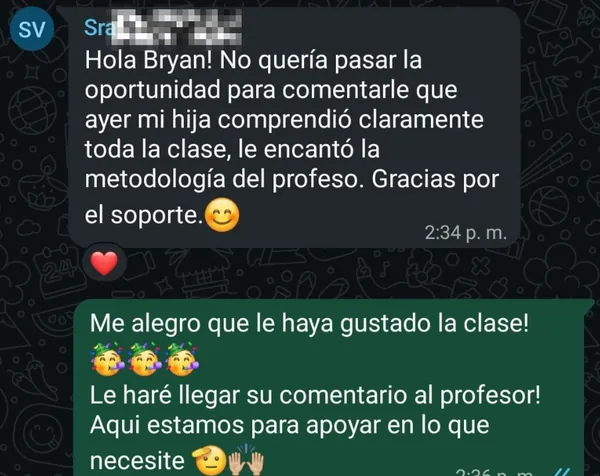 SV
Sra
Hola Bryan! No quería pasar la
oportunidad para comentarle que
ayer mi hija comprendió claramente
toda la clase, le encantó la
metodología del profeso. Gracias por
el soporte.😊
2:34 p. m.
❤️
Me alegro que le haya gustado la clase!
🥳🥳🥳
Le haré llegar su comentario al profesor!
Aqui estamos para apoyar en lo que
necesite 🫡🙌🏼
2:36 p. m.